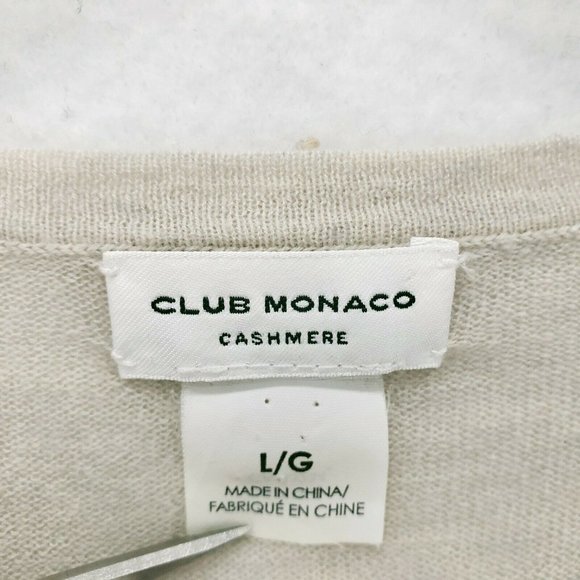 CLUB MONACO
CASHMERE
L/G
MADE IN CHINA/
FABRIQUÉ EN CHINE